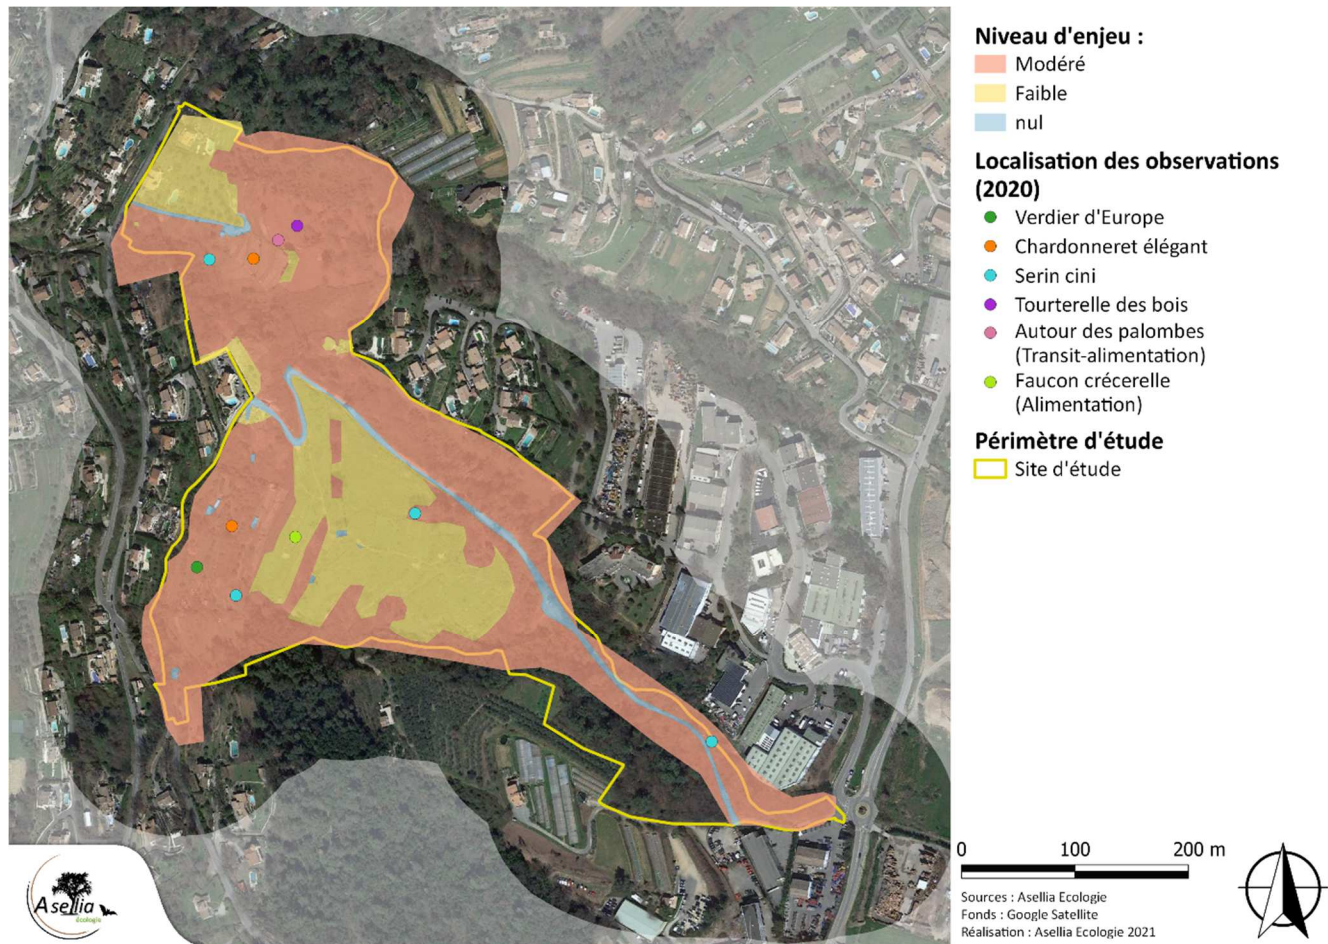 Niveau d'enjeu :
Modéré
Faible
nul
Localisation des observations
(2020)
Verdier d'Europe
Chardonneret élégant
Serin cini
Tourterelle des bois
Autour des palombes
(Transit-alimentation)
Faucon crécerelle
(Alimentation)
Périmètre d'étude
Site d'étude
0 100 200 m
Sources : Asellia Ecologie
Fonds : Google Satellite
Réalisation : Asellia Ecologie 2021
Asellia
écologie